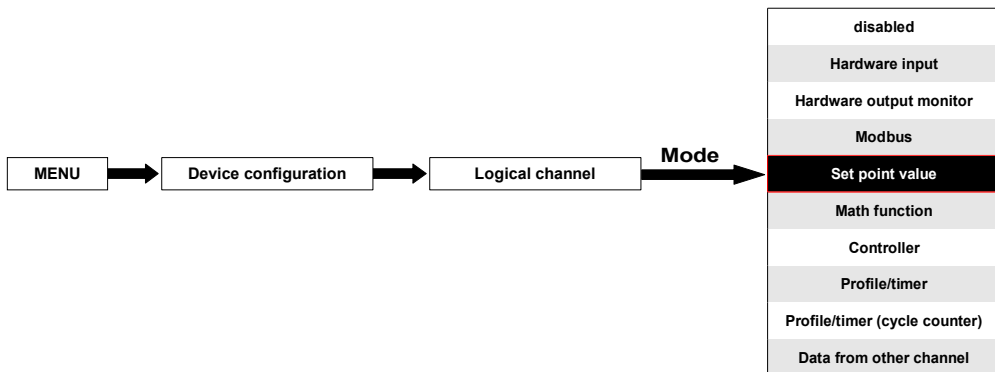 MENU
Device configuration
Logical channel
Mode
disabled
Hardware input
Hardware output monitor
Modbus
Set point value
Math function
Controller
Profile/timer
Profile/timer (cycle counter)
Data from other channel